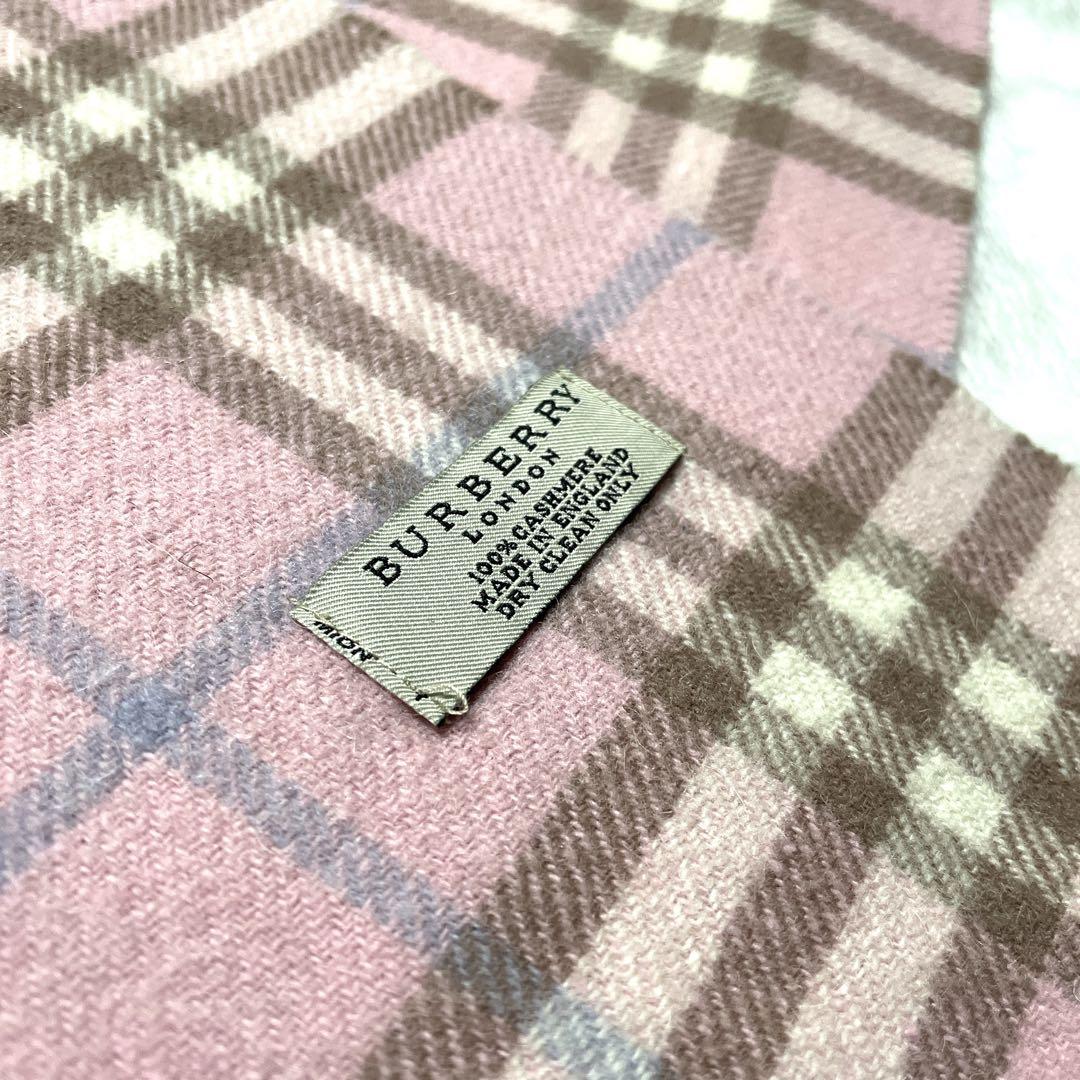 BURBERRY
LONDON
100% CASHMERE
MADE IN ENGLAND
DRY CLEAN ONLY